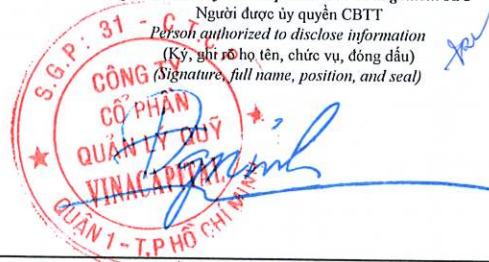 Người được ủy quyền CBTT
Person authorized to disclose information
(Ký, ghi rõ họ tên, chức vụ, đóng dấu)
(Signature, full name, position, and seal)
S.G.P: 31 - C.T.C
CÔNG TY
CỔ PHẦN
QUẢN LÝ QUỸ
VINACAPITAL
QUẬN 1 - T.P HỒ CHÍ MINH